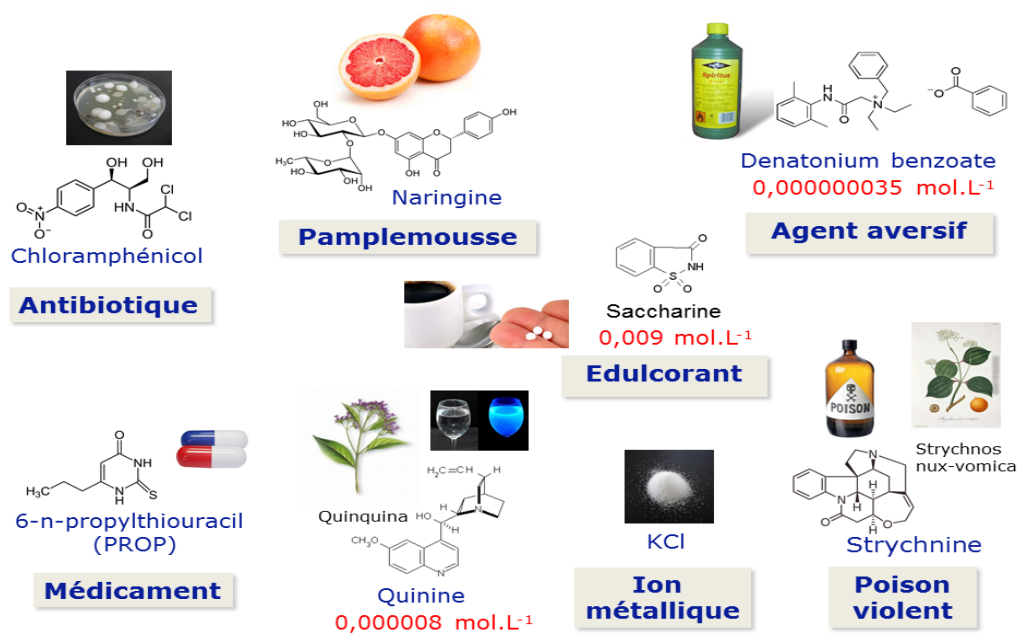 Chloramphénicol
Antibiotique
Naringine
Pamplemousse
Spiritus
Denatonium benzoate
0,000000035 mol.L-1
Agent aversif
Saccharine
0,009 mol.L-1
Edulcorant
6-n-propylthiouracil
(PROP)
Médicament
Quinquina
Quinine
0,000008 mol.L-1
KCl
Ion
métallique
POISON
Strychnos
nux-vomica
Strychnine
Poison
violent